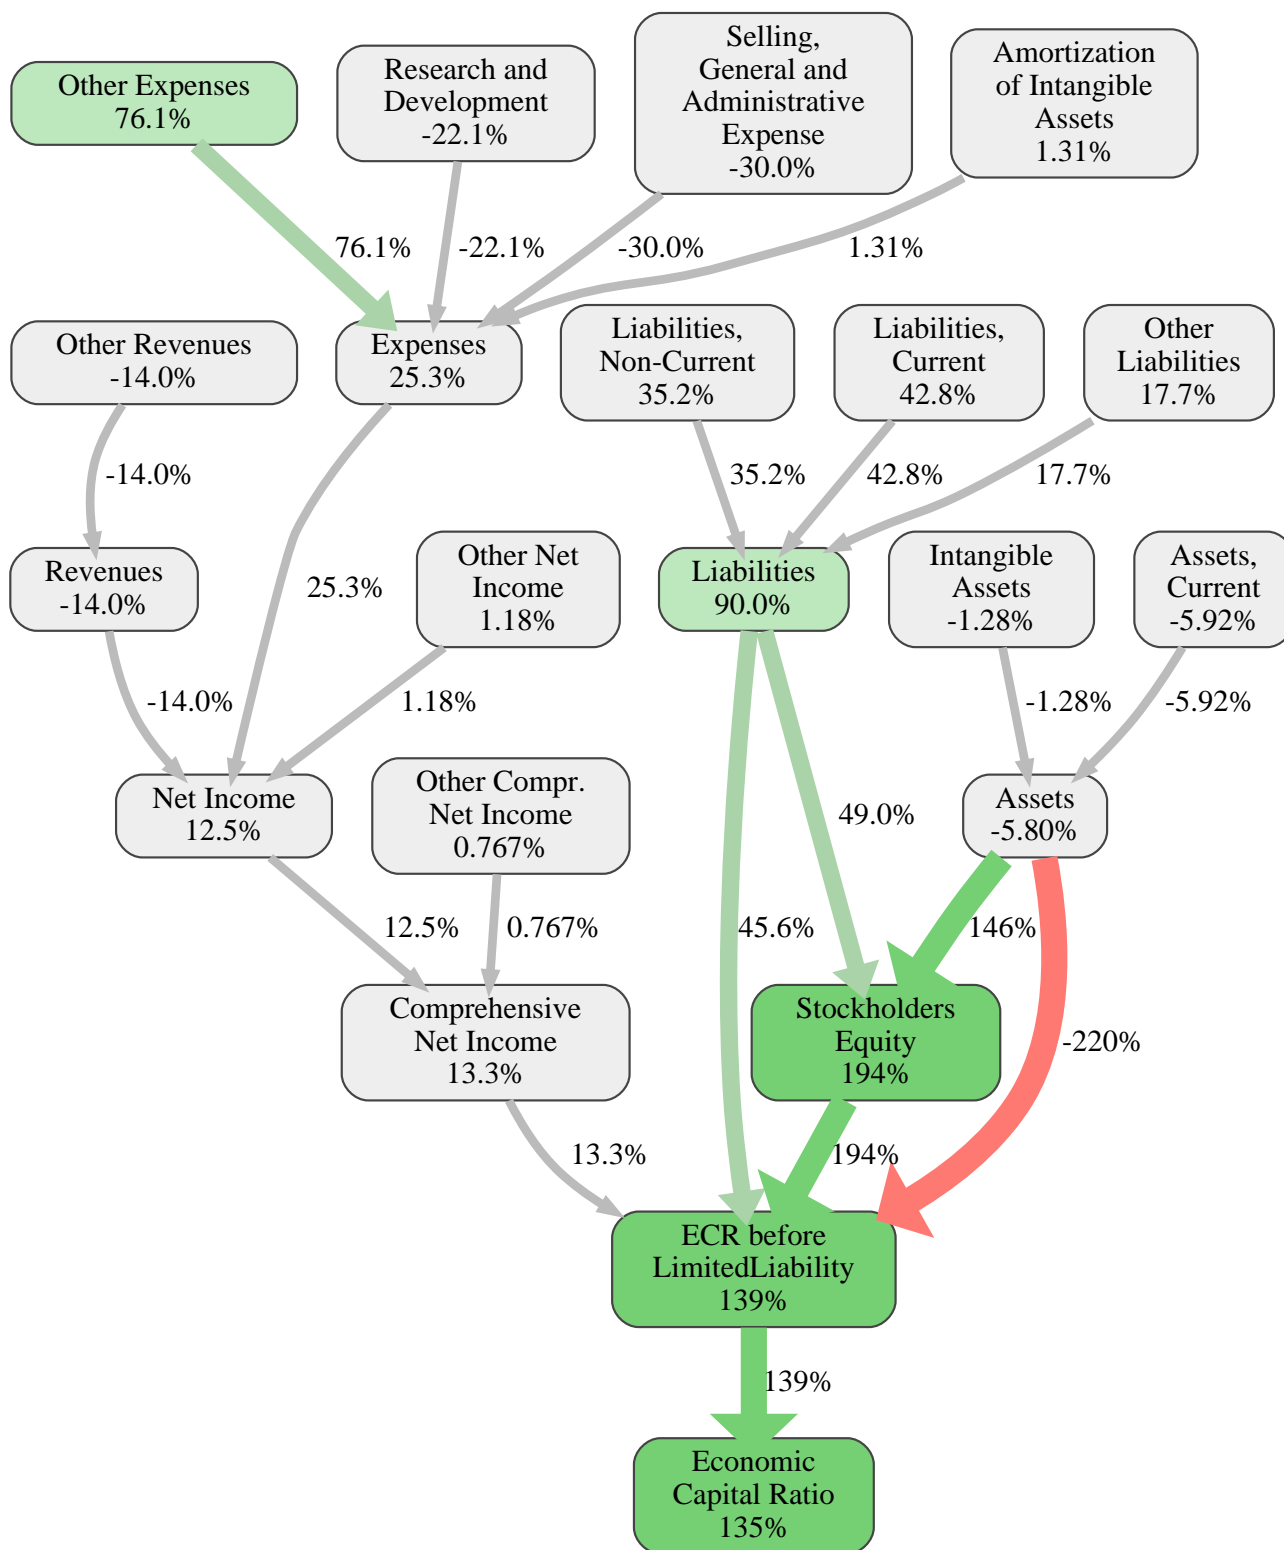 Other Expenses
76.1%
Research and
Development
-22.1%
Selling,
General and
Administrative
Expense
-30.0%
Amortization
of Intangible
Assets
1.31%
76.1%
-22.1%
-30.0%
1.31%
Other Revenues
-14.0%
Expenses
25.3%
Liabilities,
Non-Current
35.2%
Liabilities,
Current
42.8%
Other
Liabilities
17.7%
-14.0%
35.2%
42.8%
17.7%
Revenues
-14.0%
25.3%
Other Net
Income
1.18%
Liabilities
90.0%
Intangible
Assets
-1.28%
Assets,
Current
-5.92%
-14.0%
1.18%
-1.28%
-5.92%
Net Income
12.5%
Other Compr.
Net Income
0.767%
49.0%
Assets
-5.80%
12.5%
0.767%
45.6%
146%
Comprehensive
Net Income
13.3%
Stockholders
Equity
194%
-220%
13.3%
194%
ECR before
LimitedLiability
139%
139%
Economic
Capital Ratio
135%